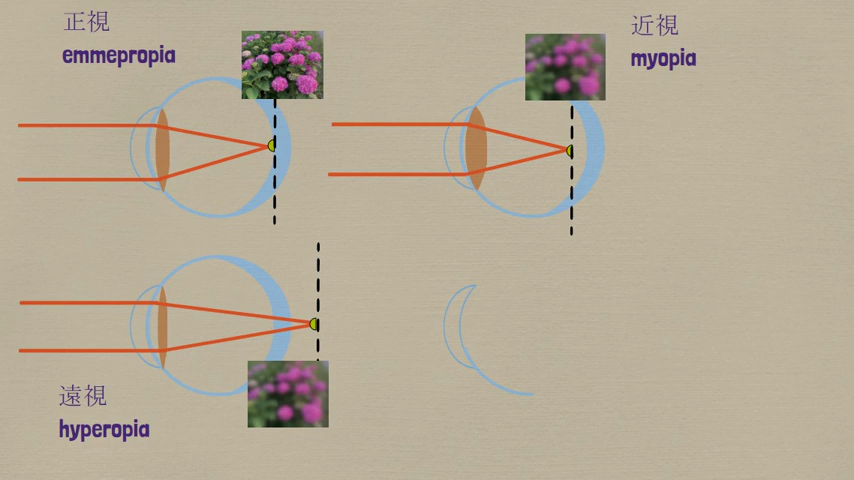 正視
emmepropia
近視
myopia
遠視
hyperopia